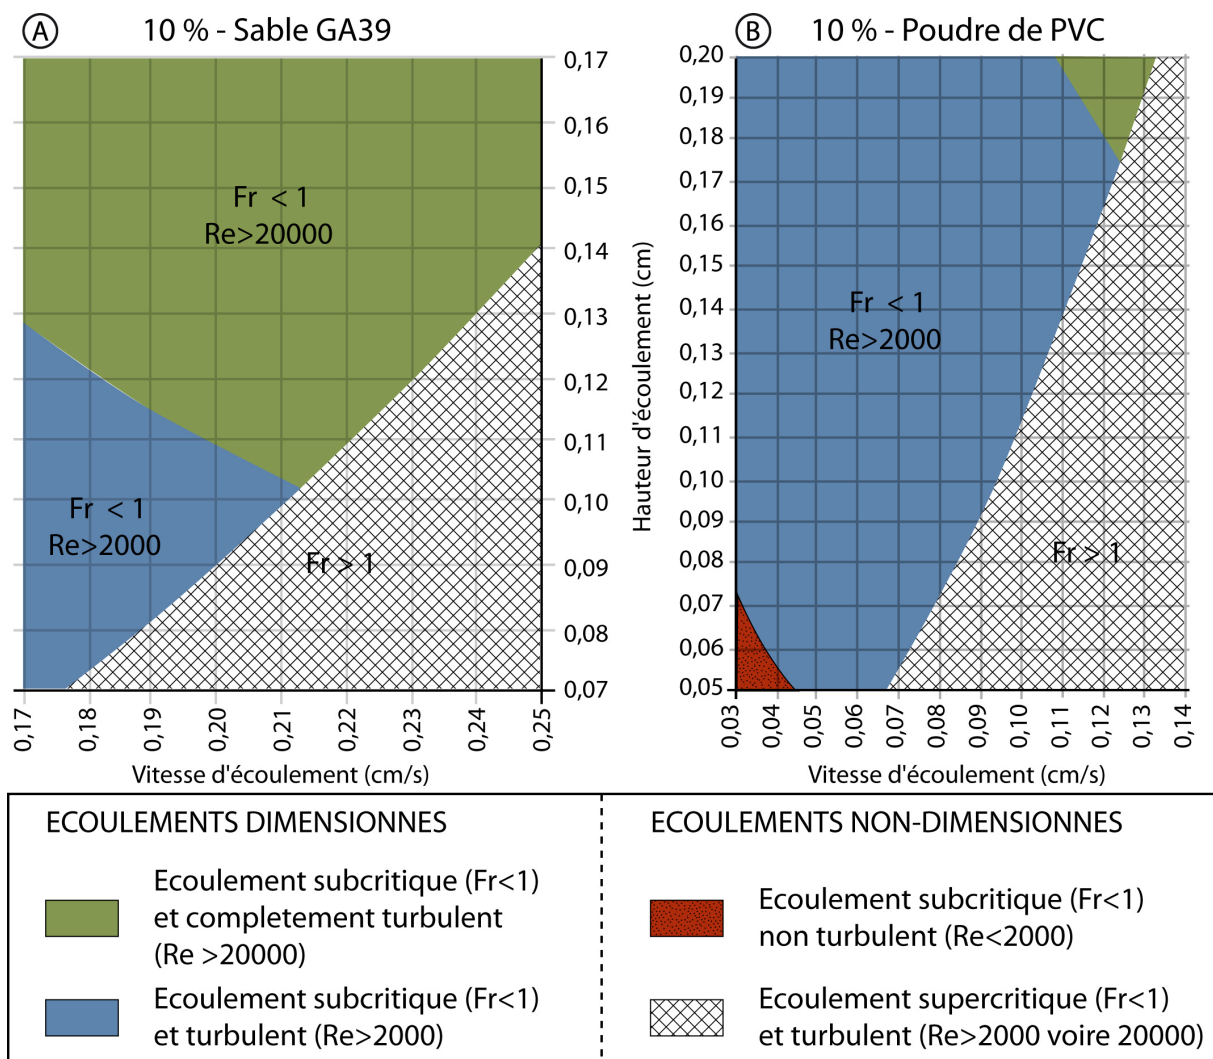 A 10 % - Sable GA39
0,17
0,16
0,15
0,14
0,13
0,12
0,11
0,10
0,09
0,08
0,07
Fr < 1
Re>20000
Fr < 1
Re>2000
Fr > 1
0,17 0,18 0,19 0,20 0,21 0,22 0,23 0,24 0,25
Vitesse d'écoulement (cm/s)
B 10 % - Poudre de PVC
Hauteur d'écoulement (cm)
0,20
0,19
0,18
0,17
0,16
0,15
0,14
0,13
0,12
0,11
0,10
0,09
0,08
0,07
0,06
0,05
Fr < 1
Re>2000
Fr > 1
0,03 0,04 0,05 0,06 0,07 0,08 0,09 0,10 0,11 0,12 0,13 0,14
Vitesse d'écoulement (cm/s)
ECOULEMENTS DIMENSIONNES
Ecoulement subcritique (Fr<1)
et completement turbulent
(Re >20000)
Ecoulement subcritique (Fr<1)
et turbulent (Re>2000)
ECOULEMENTS NON-DIMENSIONNES
Ecoulement subcritique (Fr<1)
non turbulent (Re<2000)
Ecoulement supercritique (Fr<1)
et turbulent (Re>2000 voire 20000)